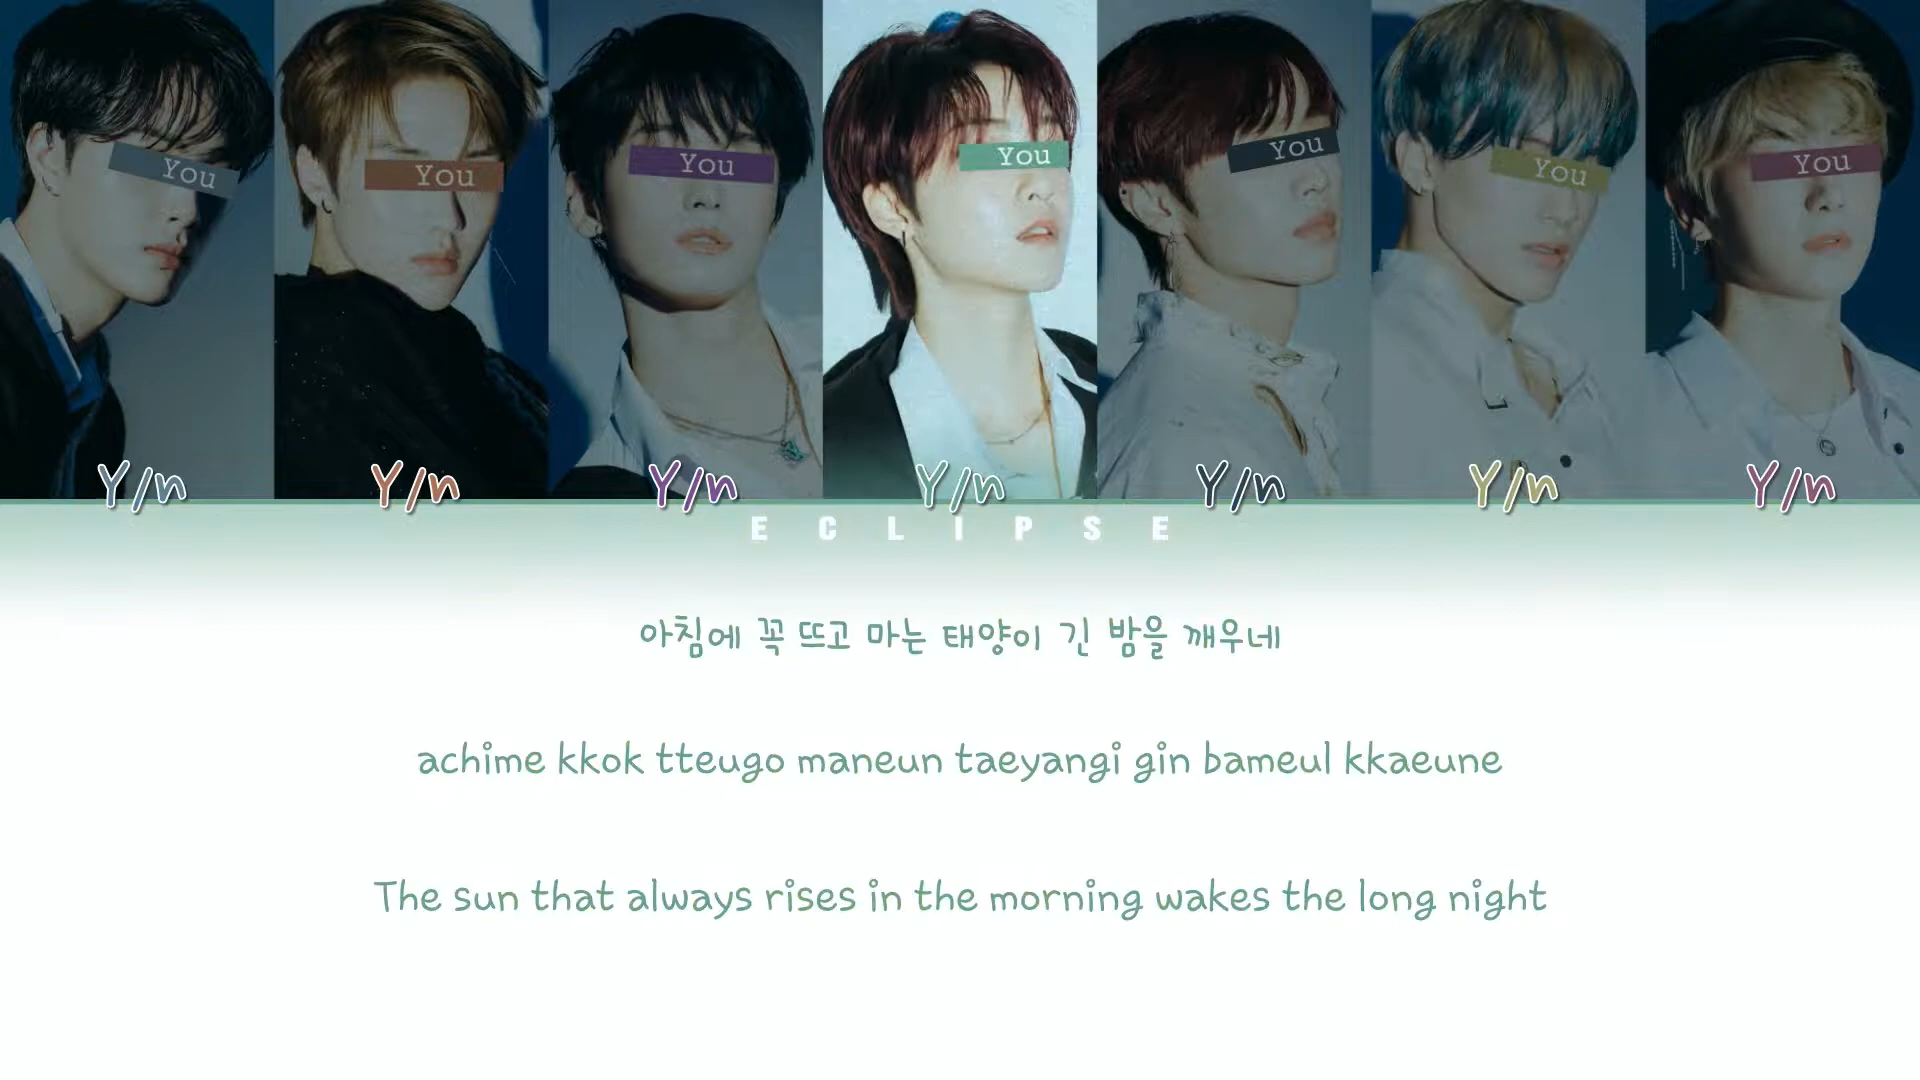 You You You You You You You
Y/n Y/n Y/n Y/n Y/n Y/n Y/n
ECLIPSE
아침에 꼭 뜨고 마는 태양이 긴 밤을 깨우네
achime kkok tteugo maneun taeyangi gin bameul kkaeune
The sun that always rises in the morning wakes the long night